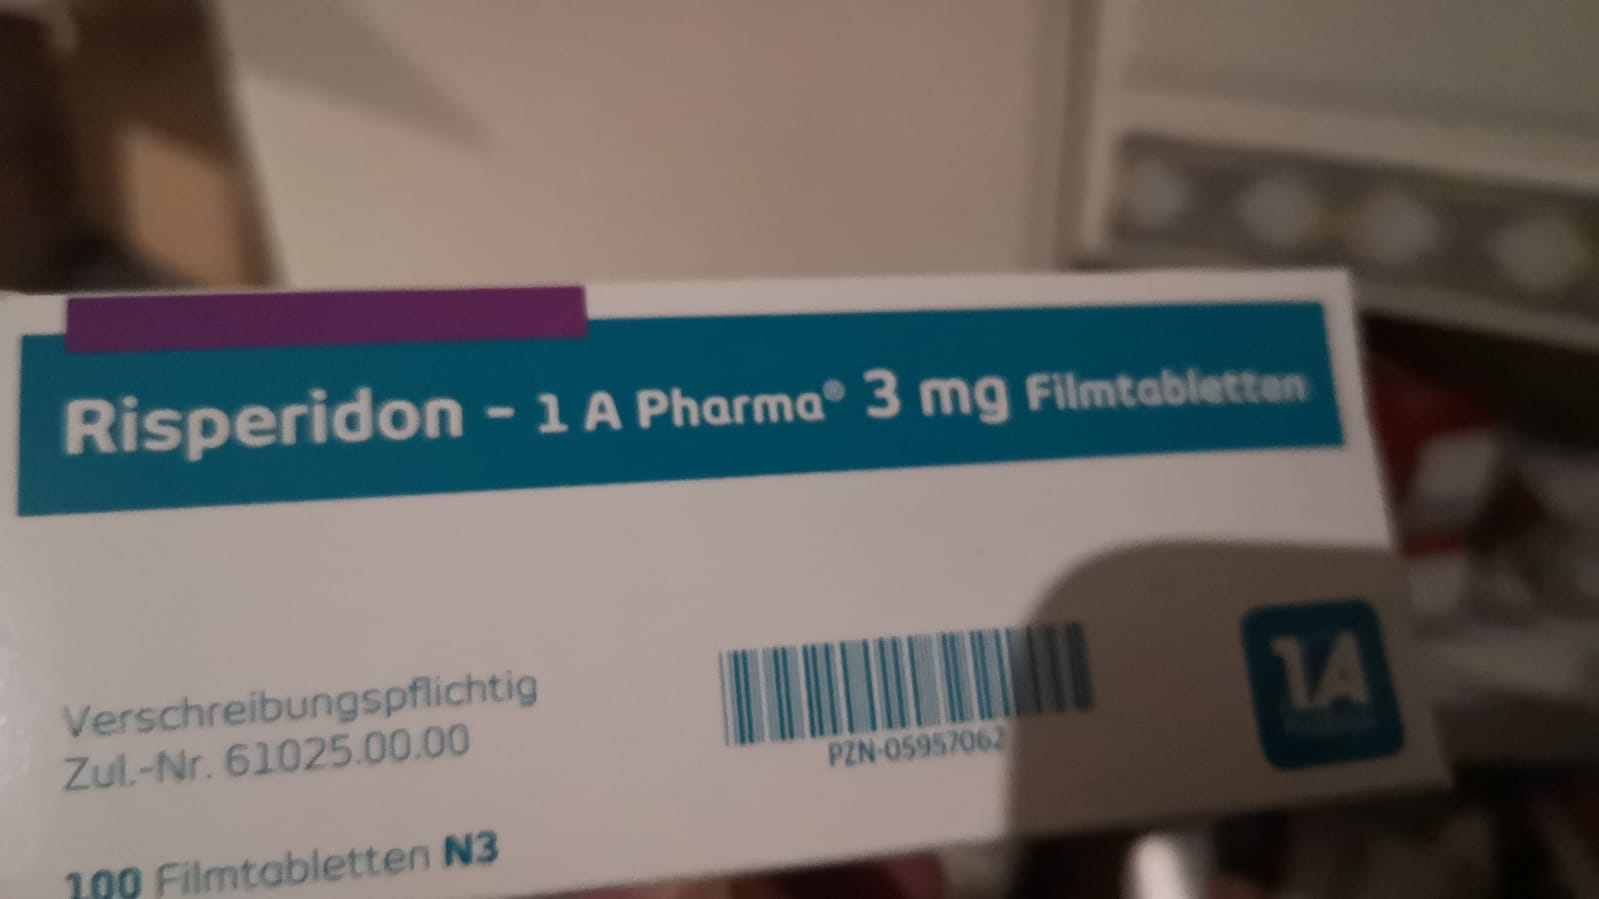 Risperidon - 1 A Pharma® 3 mg Filmtabletten
Verschreibungspflichtig
Zul.-Nr. 61025.00.00
PZN-05957062
1A
100 Filmtabletten N3